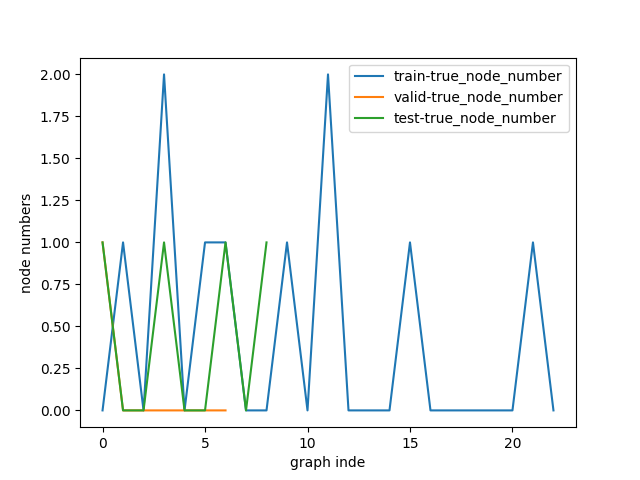 2.00
1.75
1.50
1.25
1.00
0.75
0.50
0.25
0.00
node numbers
train-true_node_number
valid-true_node_number
test-true_node_number
0 5 10 15 20
graph inde